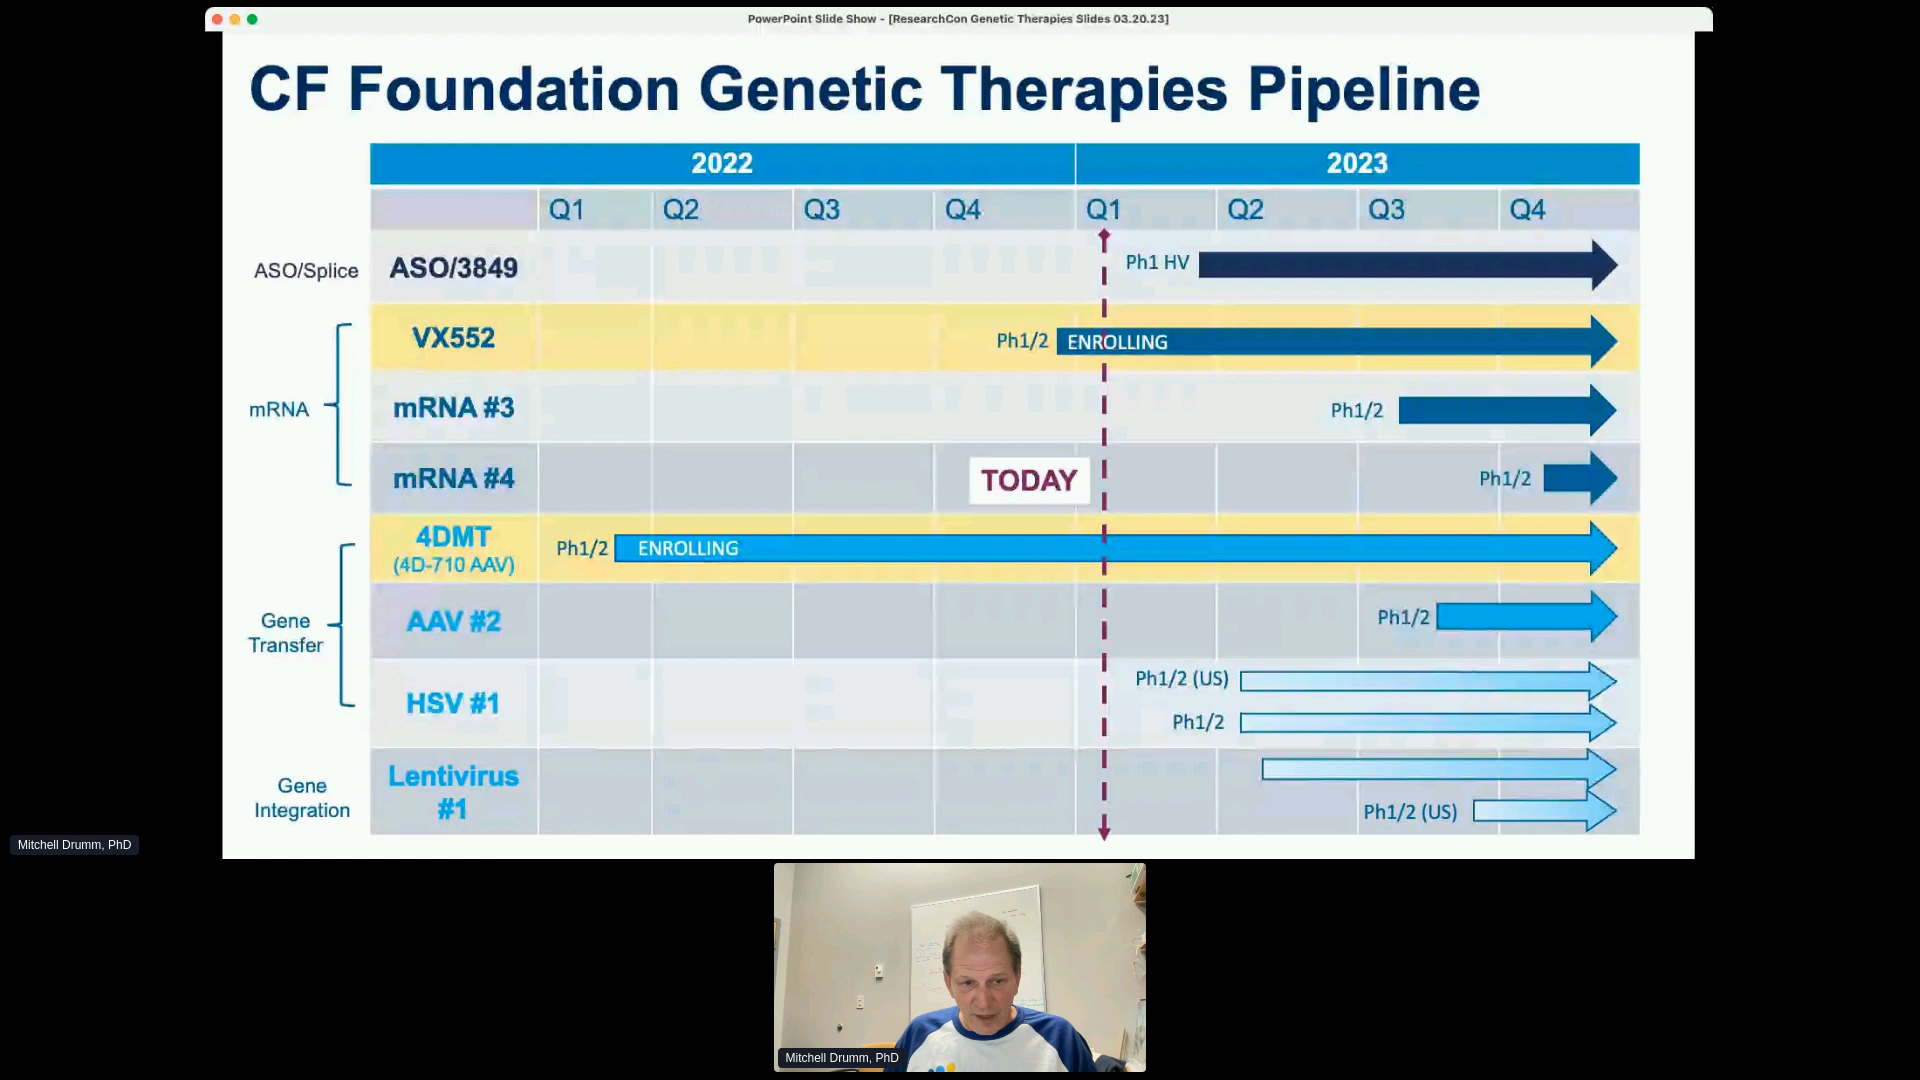 PowerPoint Slide Show - [ResearchCon Genetic Therapies Slides 03.20.23]
CF Foundation Genetic Therapies Pipeline
2022 2023
Q1 Q2 Q3 Q4 Q1 Q2 Q3 Q4
ASO/Splice ASO/3849 Ph1 HV
VX552 Ph1/2 ENROLLING
mRNA mRNA #3 Ph1/2
mRNA #4 TODAY Ph1/2
4DMT
(4D-710 AAV) Ph1/2 ENROLLING
Gene
Transfer
AAV #2 Ph1/2
HSV #1 Ph1/2 (US)
Ph1/2
Gene
Integration
Lentivirus
#1
Ph1/2 (US)
Mitchell Drumm, PhD
Mitchell Drumm, PhD